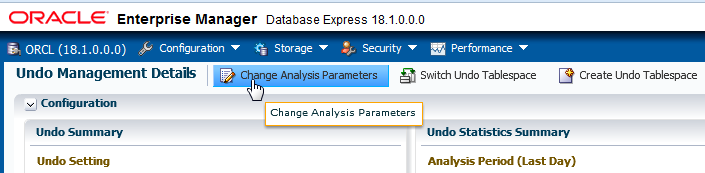 ORACLE Enterprise Manager Database Express 18.1.0.0.0
ORCL (18.1.0.0.0) Configuration Storage Security Performance
Undo Management Details Change Analysis Parameters Switch Undo Tablespace Create Undo Tablespace
Configuration
Change Analysis Parameters
Undo Summary Undo Statistics Summary
Undo Setting Analysis Period (Last Day)